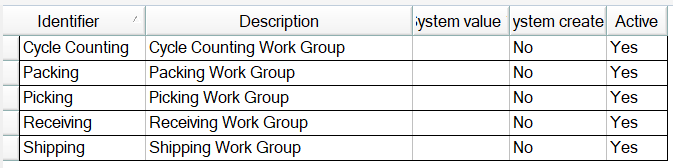 Identifier Description ystem value ystem create Active
Cycle Counting Cycle Counting Work Group No Yes
Packing Packing Work Group No Yes
Picking Picking Work Group No Yes
Receiving Receiving Work Group No Yes
Shipping Shipping Work Group No Yes